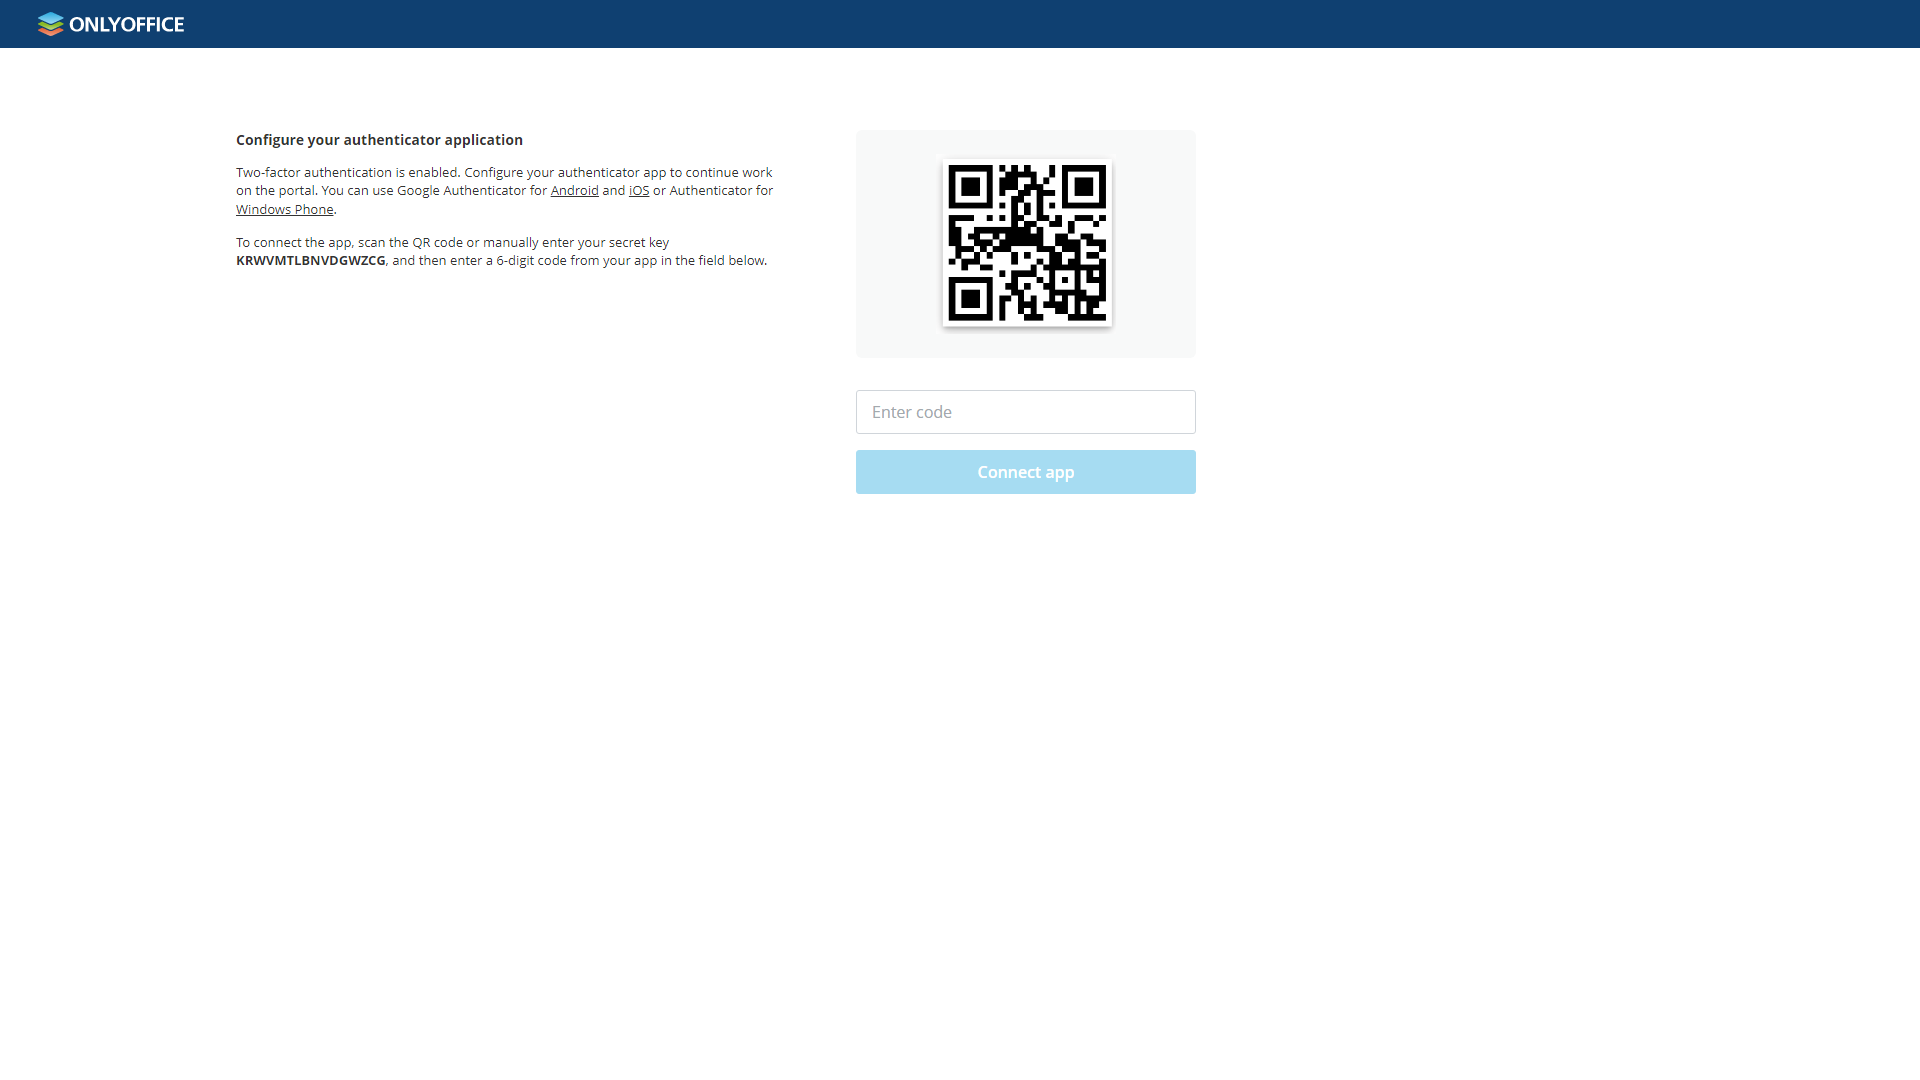 ONLYOFFICE
Configure your authenticator application
Two-factor authentication is enabled. Configure your authenticator app to continue work
on the portal. You can use Google Authenticator for Android and iOS or Authenticator for
Windows Phone.
To connect the app, scan the QR code or manually enter your secret key
KRWVMTLBNVDGWZCG, and then enter a 6-digit code from your app in the field below.
Enter code
Connect app